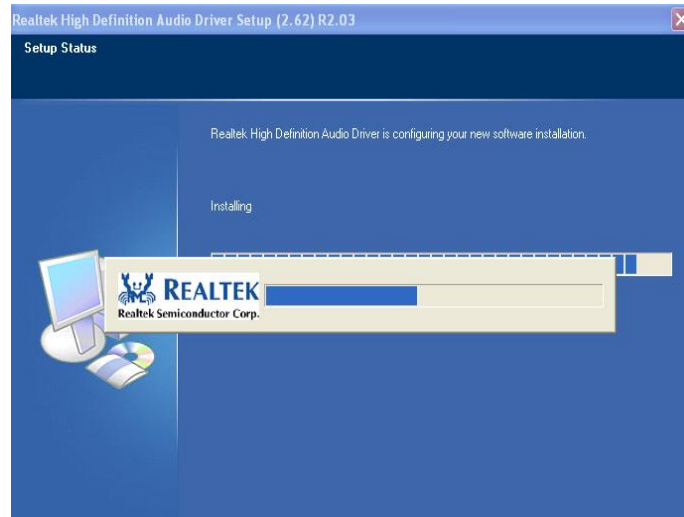 Realtek High Definition Audio Driver Setup (2.62) R2.03
Setup Status
Realtek High Definition Audio Driver is configuring your new software installation.
Installing
REALTEK
Realtek Semiconductor Corp.